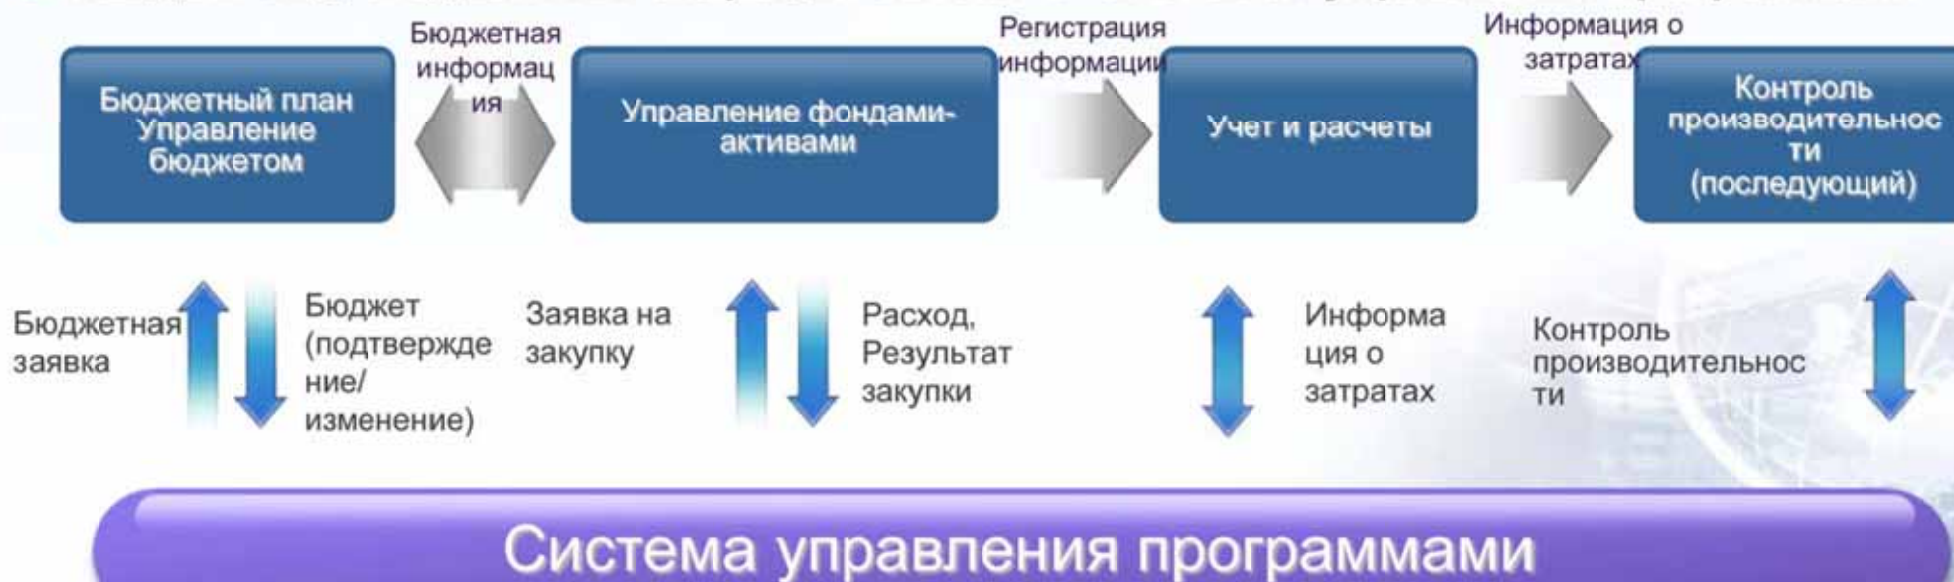 Бюджетная
информац
ия
Регистрация
информации
Информация о
затратах
Бюджетный план
Управление
бюджетом
Управление фондами-
активами
Учет и расчеты
Контроль
производительнос
ти
(последующий)
Бюджетная
заявка
Бюджет
(подтвержде
ние/
изменение)
Заявка на
закупку
Расход,
Результат
закупки
Информа
ция о
затратах
Контроль
производительнос
ти
Система управления программами